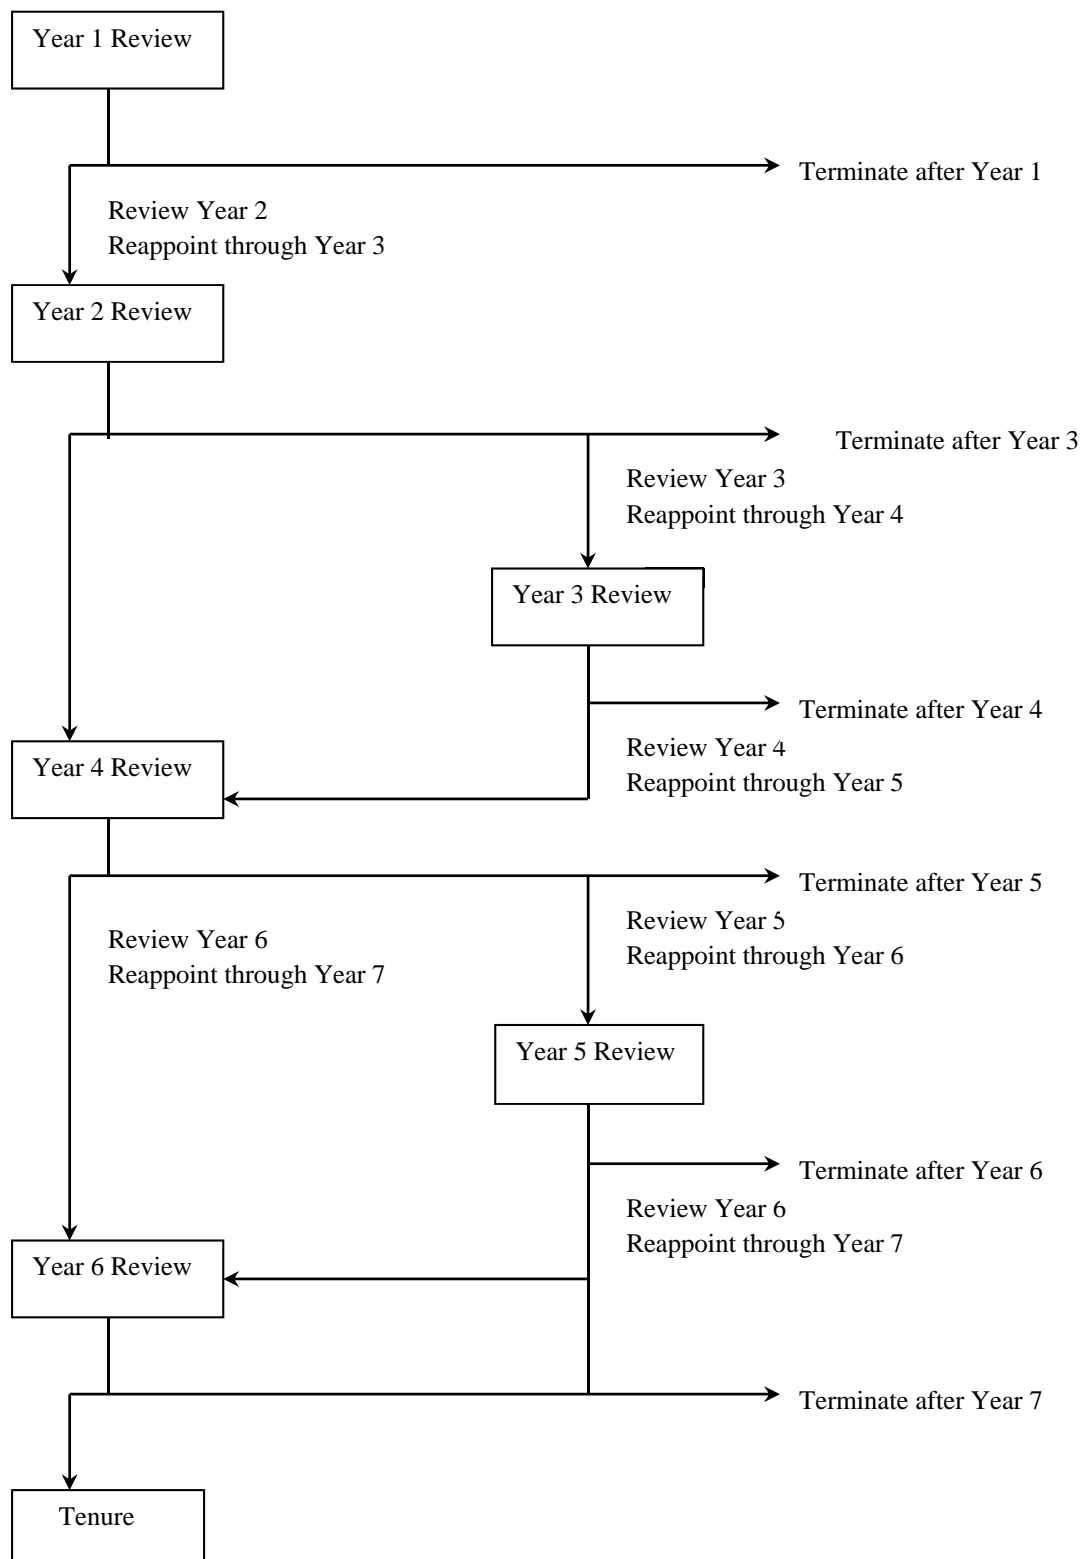 Year 1 Review
Terminate after Year 1
Review Year 2
Reappoint through Year 3
Year 2 Review
Terminate after Year 3
Review Year 3
Reappoint through Year 4
Year 3 Review
Terminate after Year 4
Review Year 4
Reappoint through Year 5
Year 4 Review
Terminate after Year 5
Review Year 5
Reappoint through Year 6
Review Year 6
Reappoint through Year 7
Year 5 Review
Terminate after Year 6
Review Year 6
Reappoint through Year 7
Year 6 Review
Terminate after Year 7
Tenure